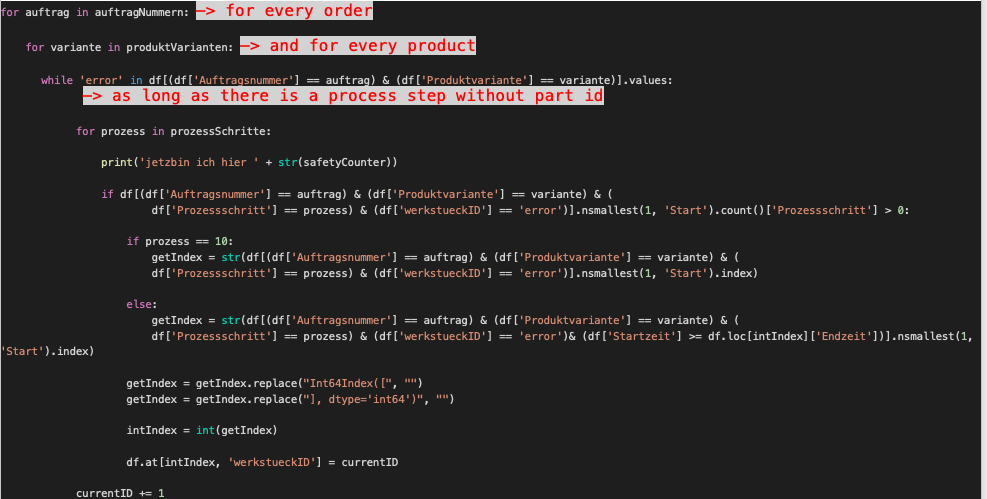 for auftrag in auftragNummern: —> for every order
for variante in produktVarianten: —> and for every product
while 'error' in df[(df['Auftragsnummer'] == auftrag) & (df['Produktvariante'] == variante)].values:
—> as long as there is a process step without part id
for prozess in prozessSchritte:
print('jetzbin ich hier ' + str(safetyCounter))
if df[(df['Auftragsnummer'] == auftrag) & (df['Produktvariante'] == variante) & (
df['Prozessschritt'] == prozess) & (df['werkstueckID'] == 'error')].nsmallest(1, 'Start').count()['Prozessschritt'] > 0:
if prozess == 10:
getIndex = str(df[(df['Auftragsnummer'] == auftrag) & (df['Produktvariante'] == variante) & (
df['Prozessschritt'] == prozess) & (df['werkstueckID'] == 'error')].nsmallest(1, 'Start').index)
else:
getIndex = str(df[(df['Auftragsnummer'] == auftrag) & (df['Produktvariante'] == variante) & (
df['Prozessschritt'] == prozess) & (df['werkstueckID'] == 'error')& (df['Startzeit'] >= df.loc[intIndex]['Endzeit'])].nsmallest(1,
'Start').index)
getIndex = getIndex.replace("Int64Index([", "")
getIndex = getIndex.replace("], dtype='int64')", "")
intIndex = int(getIndex)
df.at[intIndex, 'werkstueckID'] = currentID
currentID += 1